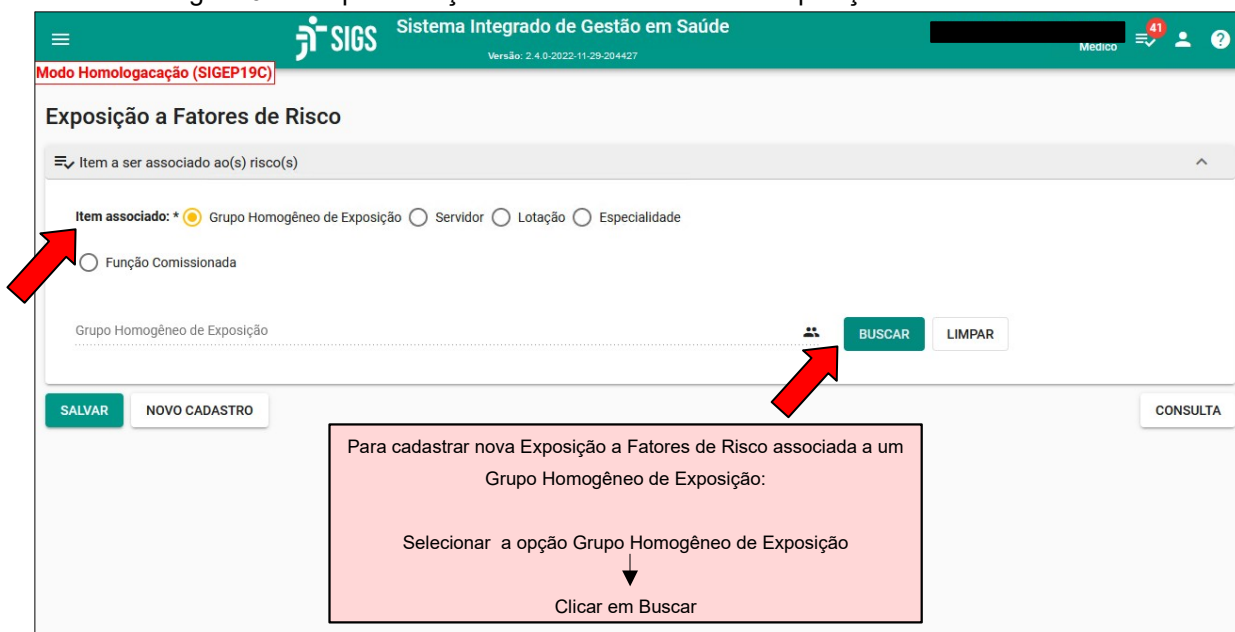 SIGS
Sistema Integrado de Gestão em Saúde
Versão: 2.4.0-2022-11-29-204427
Médico
41
?
Modo Homologacação (SIGEP19C)
Exposição a Fatores de Risco
Item a ser associado ao(s) risco(s)
Item associado: * Grupo Homogêneo de Exposição Servidor Lotação Especialidade
Função Comissionada
Grupo Homogêneo de Exposição
BUSCAR LIMPAR
SALVAR NOVO CADASTRO CONSULTA
Para cadastrar nova Exposição a Fatores de Risco associada a um
Grupo Homogêneo de Exposição:
Selecionar a opção Grupo Homogêneo de Exposição
Clicar em Buscar